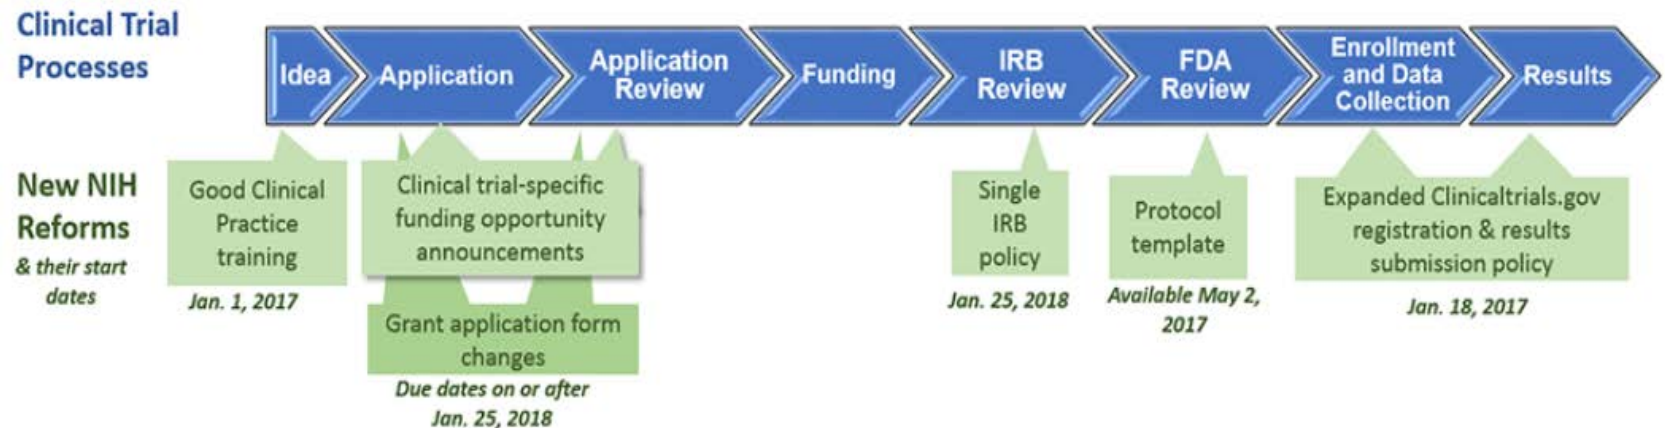 Clinical Trial
Processes
Idea
Application
Application
Review
Funding
IRB
Review
FDA
Review
Enrollment
and Data
Collection
Results
New NIH
Reforms
& their start
dates
Good Clinical
Practice
training
Jan. 1, 2017
Clinical trial-specific
funding opportunity
announcements
Grant application form
changes
Due dates on or after
Jan. 25, 2018
Single
IRB
policy
Jan. 25, 2018
Protocol
template
Available May 2,
2017
Expanded Clinicaltrials.gov
registration & results
submission policy
Jan. 18, 2017